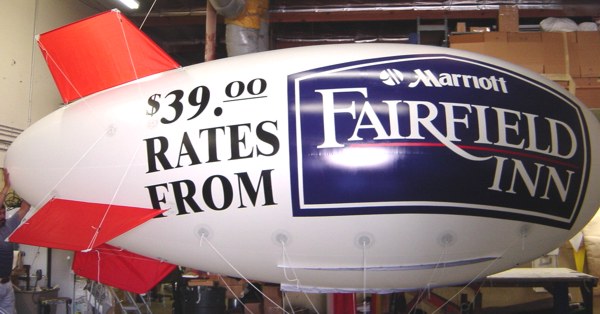 $39.00
RATES
FROM
Marriott
FAIRFIELD
INN